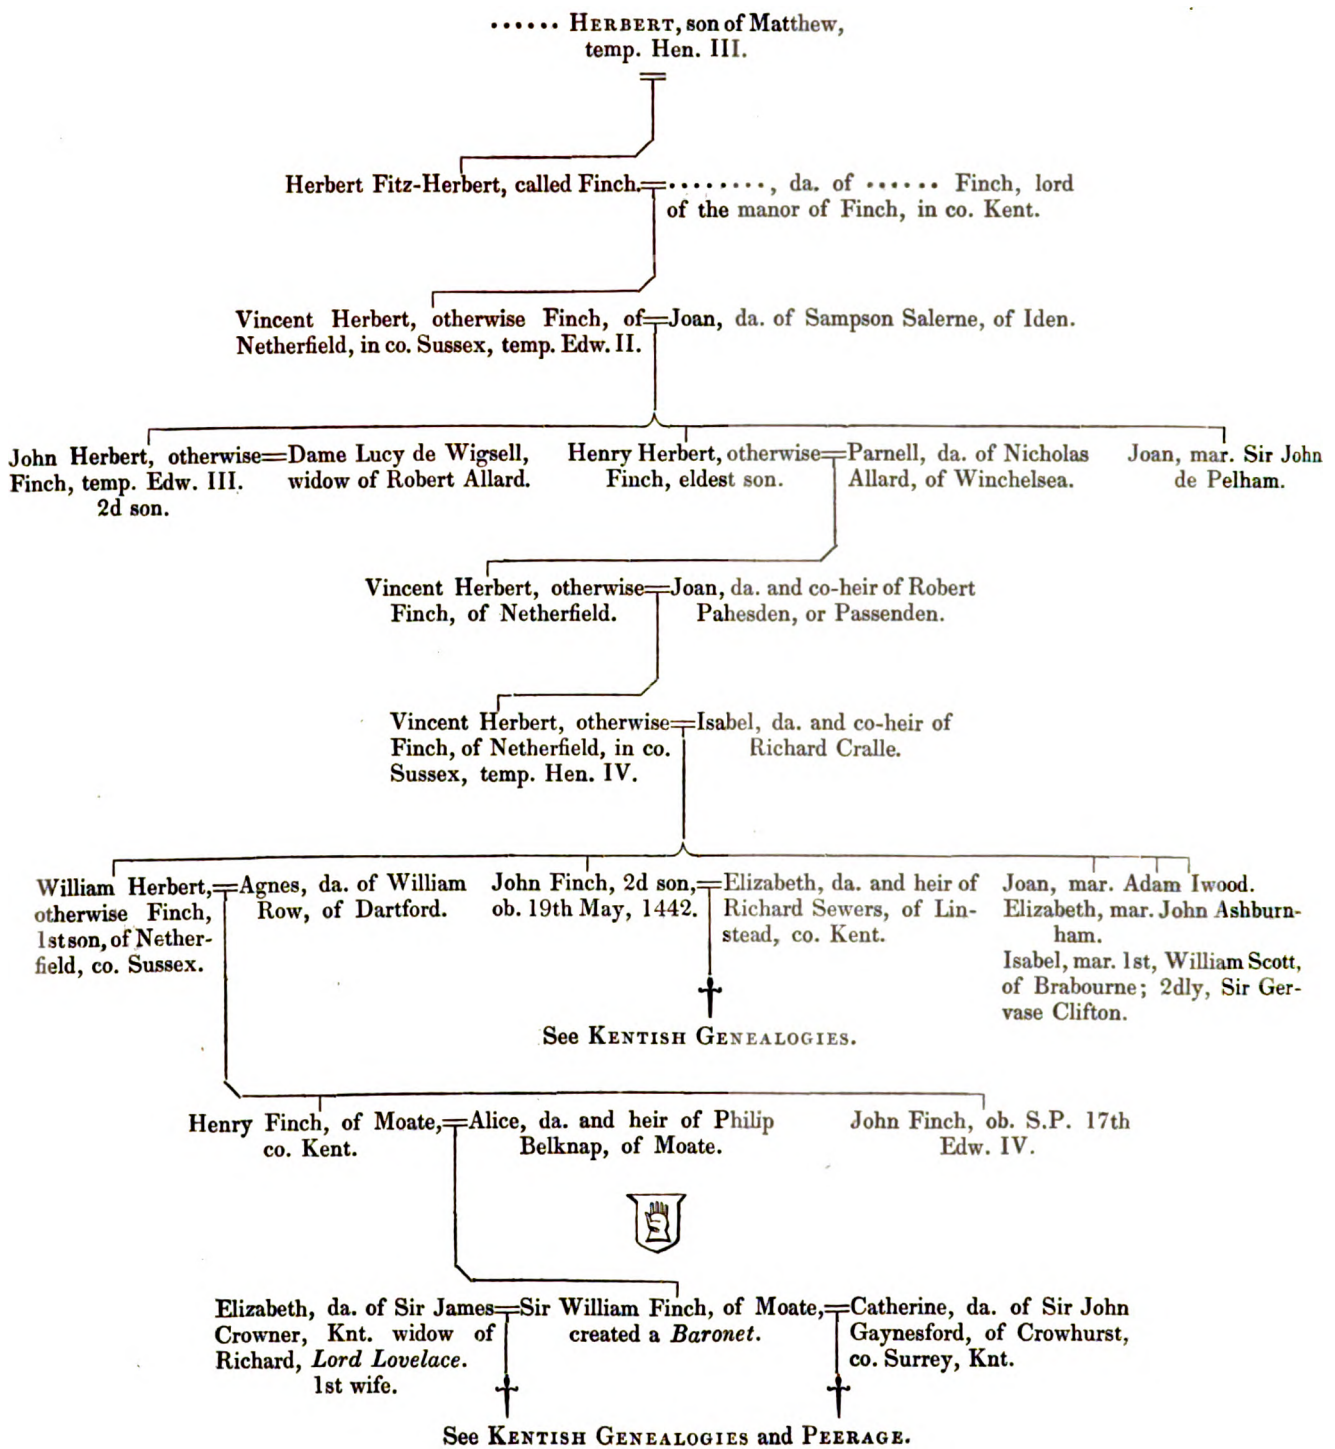 ...... HERBERT, son of Matthew,
temp. Hen. III.
Herbert Fitz-Herbert, called Finch.
........, da. of ...... Finch, lord
of the manor of Finch, in co. Kent.
Vincent Herbert, otherwise Finch, of
Netherfield, in co. Sussex, temp. Edw. II.
Joan, da. of Sampson Salerne, of Iden.
John Herbert, otherwise
Finch, temp. Edw. III.
2d son.
Dame Lucy de Wigsell,
widow of Robert Allard.
Henry Herbert, otherwise
Finch, eldest son.
Parnell, da. of Nicholas
Allard, of Winchelsea.
Joan, mar. Sir John
de Pelham.
Vincent Herbert, otherwise
Finch, of Netherfield.
Joan, da. and co-heir of Robert
Pahesden, or Passenden.
Vincent Herbert, otherwise
Finch, of Netherfield, in co.
Sussex, temp. Hen. IV.
Isabel, da. and co-heir of
Richard Cralle.
William Herbert,
otherwise Finch,
1st son, of Nether-
field, co. Sussex.
Agnes, da. of William
Row, of Dartford.
John Finch, 2d son,
ob. 19th May, 1442.
Elizabeth, da. and heir of
Richard Sewers, of Lin-
stead, co. Kent.
Joan, mar. Adam Iwood.
Elizabeth, mar. John Ashburn-
ham.
Isabel, mar. 1st, William Scott,
of Brabourne; 2dly, Sir Ger-
vase Clifton.
See KENTISH GENEALOGIES.
Henry Finch, of Moate,
co. Kent.
Alice, da. and heir of Philip
Belknap, of Moate.
John Finch, ob. S.P. 17th
Edw. IV.
Elizabeth, da. of Sir James
Crowner, Knt. widow of
Richard, Lord Lovelace.
1st wife.
Sir William Finch, of Moate,
created a Baronet.
Catherine, da. of Sir John
Gaynesford, of Crowhurst,
co. Surrey, Knt.
See KENTISH GENEALOGIES and PEERAGE.